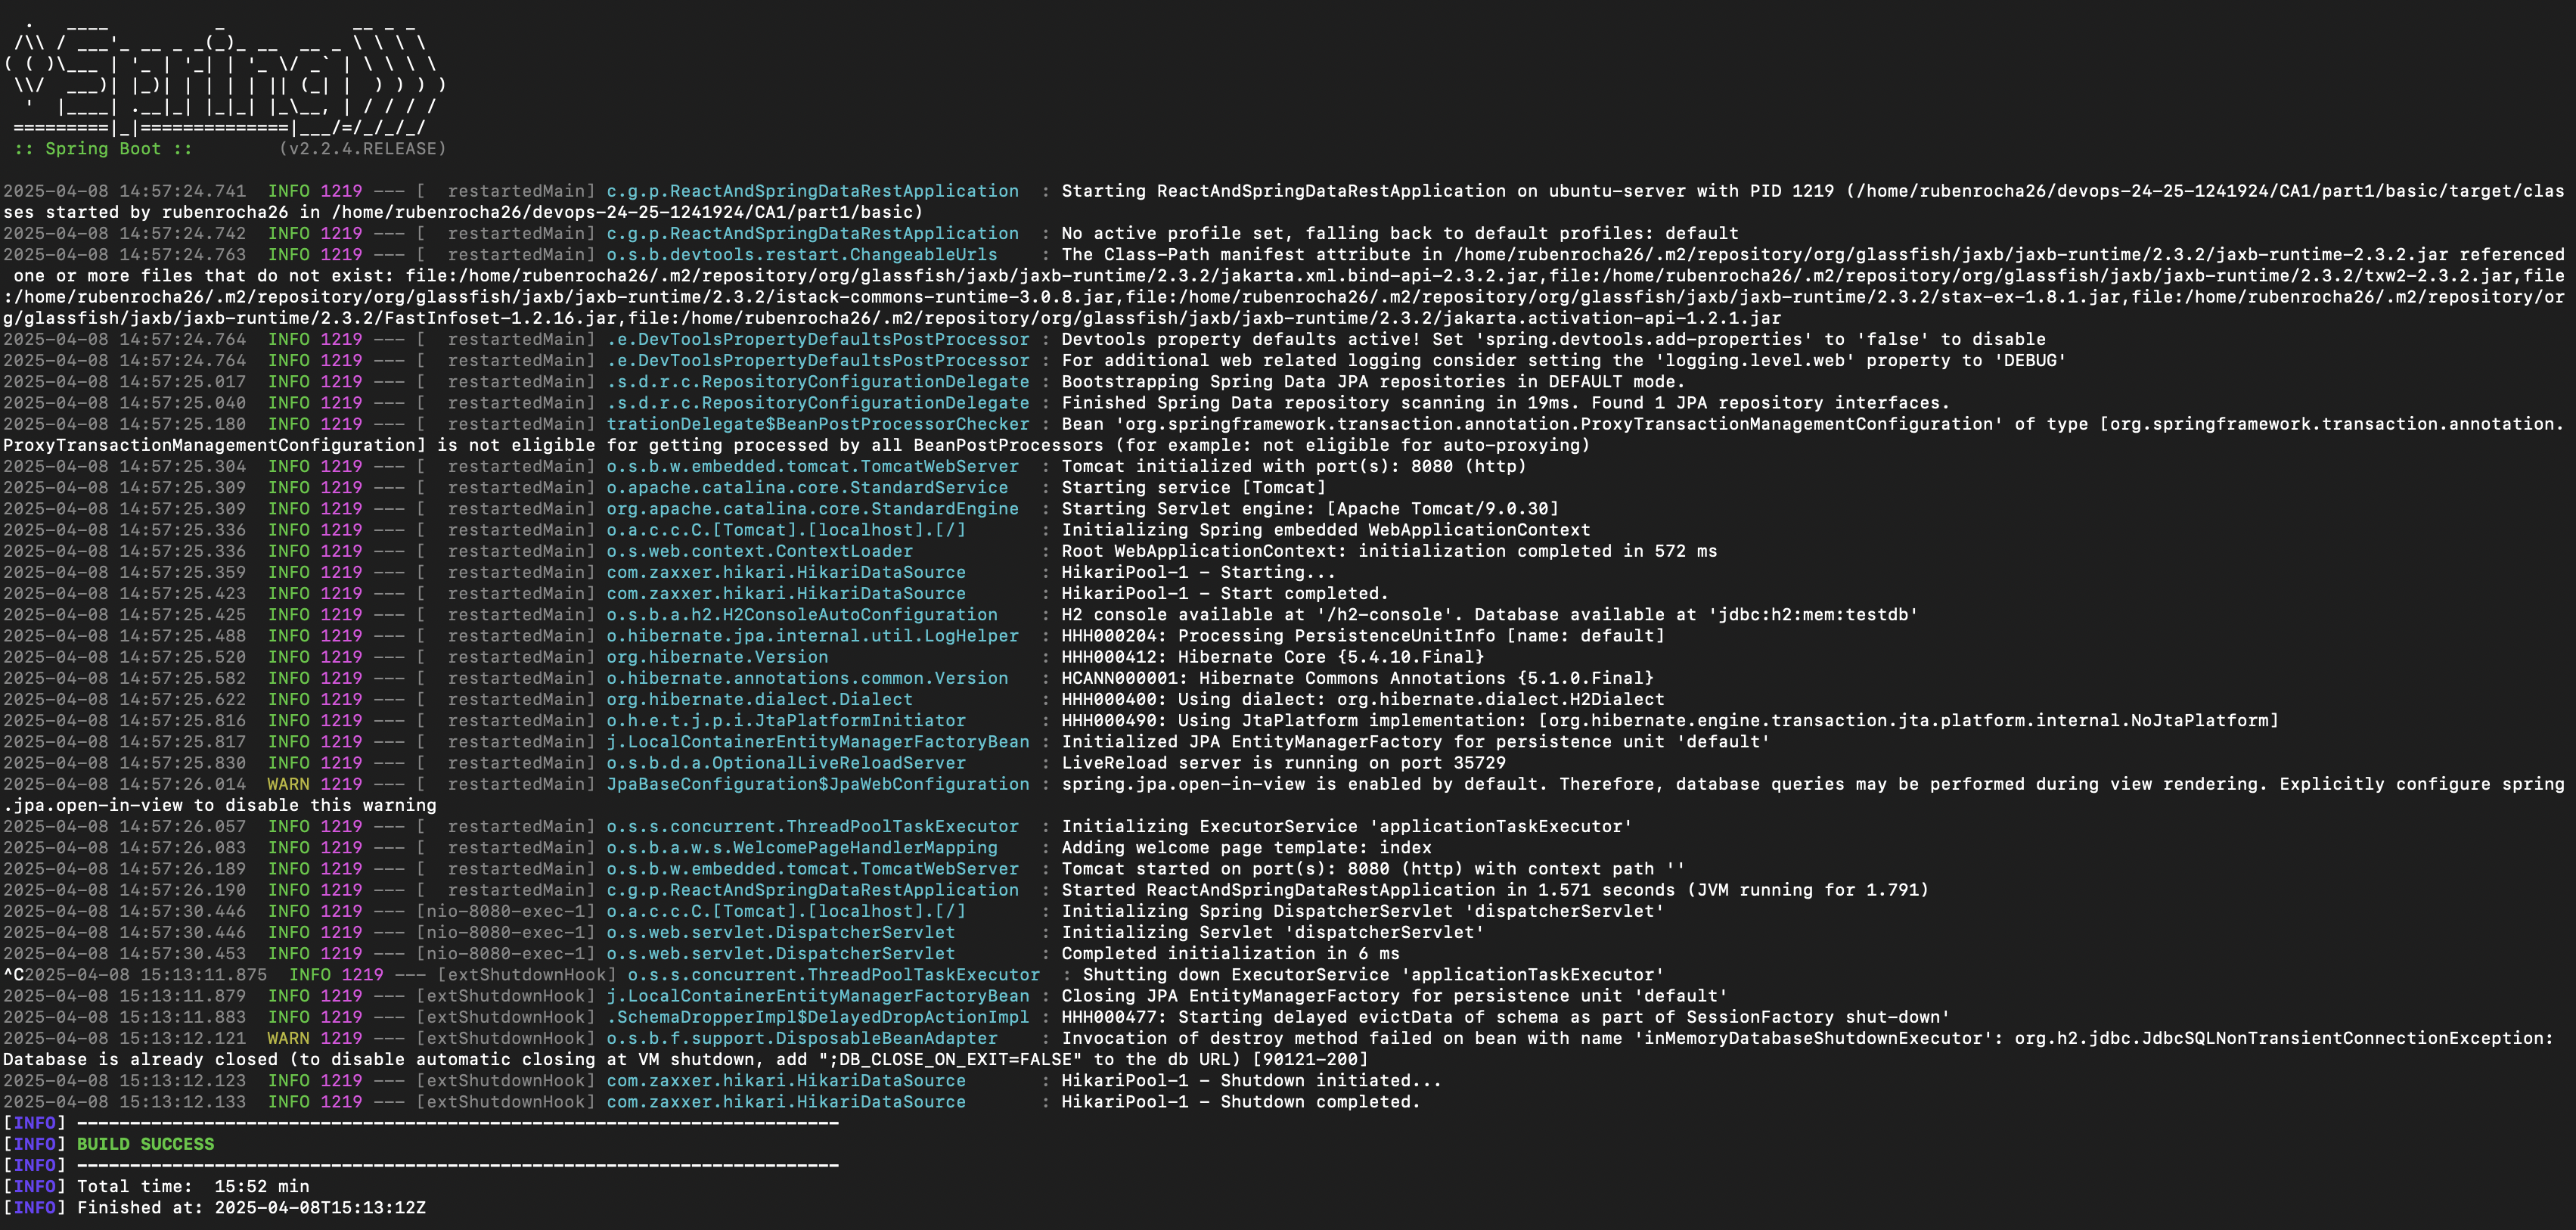 .   ____          _            __ _ _
 /\\ / ___'_ __ _ _(_)_ __  __ _ \ \ \ \
( ( )\___ | '_ | '_| | '_ \/ _` | \ \ \ \
 \\/  ___)| |_)| | | | | || (_| |  ) ) ) )
  '  |____| .__|_| |_|_| |_\__, | / / / /
 =========|_|==============|___/=/_/_/_/
 :: Spring Boot ::        (v2.2.4.RELEASE)
2025-04-08 14:57:24.741  INFO 1219 --- [  restartedMain] c.g.p.ReactAndSpringDataRestApplication  : Starting ReactAndSpringDataRestApplication on ubuntu-server with PID 1219 (/home/rubenrocha26/devops-24-25-1241924/CA1/part1/basic/target/clas
ses started by rubenrocha26 in /home/rubenrocha26/devops-24-25-1241924/CA1/part1/basic)
2025-04-08 14:57:24.742  INFO 1219 --- [  restartedMain] c.g.p.ReactAndSpringDataRestApplication  : No active profile set, falling back to default profiles: default
2025-04-08 14:57:24.763  INFO 1219 --- [  restartedMain] o.s.b.devtools.restart.ChangeableUrls    : The Class-Path manifest attribute in /home/rubenrocha26/.m2/repository/org/glassfish/jaxb/jaxb-runtime/2.3.2/jaxb-runtime-2.3.2.jar referenced
 one or more files that do not exist: file:/home/rubenrocha26/.m2/repository/org/glassfish/jaxb/jaxb-runtime/2.3.2/jakarta.xml.bind-api-2.3.2.jar,file:/home/rubenrocha26/.m2/repository/org/glassfish/jaxb/jaxb-runtime/2.3.2/txw2-2.3.2.jar,file
:/home/rubenrocha26/.m2/repository/org/glassfish/jaxb/jaxb-runtime/2.3.2/istack-commons-runtime-3.0.8.jar,file:/home/rubenrocha26/.m2/repository/org/glassfish/jaxb/jaxb-runtime/2.3.2/stax-ex-1.8.1.jar,file:/home/rubenrocha26/.m2/repository/or
g/glassfish/jaxb/jaxb-runtime/2.3.2/FastInfoset-1.2.16.jar,file:/home/rubenrocha26/.m2/repository/org/glassfish/jaxb/jaxb-runtime/2.3.2/jakarta.activation-api-1.2.1.jar
2025-04-08 14:57:24.764  INFO 1219 --- [  restartedMain] .e.DevToolsPropertyDefaultsPostProcessor : Devtools property defaults active! Set 'spring.devtools.add-properties' to 'false' to disable
2025-04-08 14:57:24.764  INFO 1219 --- [  restartedMain] .e.DevToolsPropertyDefaultsPostProcessor : For additional web related logging consider setting the 'logging.level.web' property to 'DEBUG'
2025-04-08 14:57:25.017  INFO 1219 --- [  restartedMain] .s.d.r.c.RepositoryConfigurationDelegate : Bootstrapping Spring Data JPA repositories in DEFAULT mode.
2025-04-08 14:57:25.040  INFO 1219 --- [  restartedMain] .s.d.r.c.RepositoryConfigurationDelegate : Finished Spring Data repository scanning in 19ms. Found 1 JPA repository interfaces.
2025-04-08 14:57:25.180  INFO 1219 --- [  restartedMain] trationDelegate$BeanPostProcessorChecker : Bean 'org.springframework.transaction.annotation.ProxyTransactionManagementConfiguration' of type [org.springframework.transaction.annotation.
ProxyTransactionManagementConfiguration] is not eligible for getting processed by all BeanPostProcessors (for example: not eligible for auto-proxying)
2025-04-08 14:57:25.304  INFO 1219 --- [  restartedMain] o.s.b.w.embedded.tomcat.TomcatWebServer  : Tomcat initialized with port(s): 8080 (http)
2025-04-08 14:57:25.309  INFO 1219 --- [  restartedMain] o.apache.catalina.core.StandardService   : Starting service [Tomcat]
2025-04-08 14:57:25.309  INFO 1219 --- [  restartedMain] org.apache.catalina.core.StandardEngine  : Starting Servlet engine: [Apache Tomcat/9.0.30]
2025-04-08 14:57:25.336  INFO 1219 --- [  restartedMain] o.a.c.c.C.[Tomcat].[localhost].[/]       : Initializing Spring embedded WebApplicationContext
2025-04-08 14:57:25.336  INFO 1219 --- [  restartedMain] o.s.web.context.ContextLoader            : Root WebApplicationContext: initialization completed in 572 ms
2025-04-08 14:57:25.359  INFO 1219 --- [  restartedMain] com.zaxxer.hikari.HikariDataSource       : HikariPool-1 - Starting...
2025-04-08 14:57:25.423  INFO 1219 --- [  restartedMain] com.zaxxer.hikari.HikariDataSource       : HikariPool-1 - Start completed.
2025-04-08 14:57:25.425  INFO 1219 --- [  restartedMain] o.s.b.a.h2.H2ConsoleAutoConfiguration    : H2 console available at '/h2-console'. Database available at 'jdbc:h2:mem:testdb'
2025-04-08 14:57:25.488  INFO 1219 --- [  restartedMain] o.hibernate.jpa.internal.util.LogHelper  : HHH000204: Processing PersistenceUnitInfo [name: default]
2025-04-08 14:57:25.520  INFO 1219 --- [  restartedMain] org.hibernate.Version                    : HHH000412: Hibernate Core {5.4.10.Final}
2025-04-08 14:57:25.582  INFO 1219 --- [  restartedMain] o.hibernate.annotations.common.Version   : HCANN000001: Hibernate Commons Annotations {5.1.0.Final}
2025-04-08 14:57:25.622  INFO 1219 --- [  restartedMain] org.hibernate.dialect.Dialect            : HHH000400: Using dialect: org.hibernate.dialect.H2Dialect
2025-04-08 14:57:25.816  INFO 1219 --- [  restartedMain] o.h.e.t.j.p.i.JtaPlatformInitiator       : HHH000490: Using JtaPlatform implementation: [org.hibernate.engine.transaction.jta.platform.internal.NoJtaPlatform]
2025-04-08 14:57:25.817  INFO 1219 --- [  restartedMain] j.LocalContainerEntityManagerFactoryBean : Initialized JPA EntityManagerFactory for persistence unit 'default'
2025-04-08 14:57:25.830  INFO 1219 --- [  restartedMain] o.s.b.d.a.OptionalLiveReloadServer       : LiveReload server is running on port 35729
2025-04-08 14:57:26.014  WARN 1219 --- [  restartedMain] JpaBaseConfiguration$JpaWebConfiguration : spring.jpa.open-in-view is enabled by default. Therefore, database queries may be performed during view rendering. Explicitly configure spring
.jpa.open-in-view to disable this warning
2025-04-08 14:57:26.057  INFO 1219 --- [  restartedMain] o.s.s.concurrent.ThreadPoolTaskExecutor  : Initializing ExecutorService 'applicationTaskExecutor'
2025-04-08 14:57:26.083  INFO 1219 --- [  restartedMain] o.s.b.a.w.s.WelcomePageHandlerMapping    : Adding welcome page template: index
2025-04-08 14:57:26.189  INFO 1219 --- [  restartedMain] o.s.b.w.embedded.tomcat.TomcatWebServer  : Tomcat started on port(s): 8080 (http) with context path ''
2025-04-08 14:57:26.190  INFO 1219 --- [  restartedMain] c.g.p.ReactAndSpringDataRestApplication  : Started ReactAndSpringDataRestApplication in 1.571 seconds (JVM running for 1.791)
2025-04-08 14:57:30.446  INFO 1219 --- [nio-8080-exec-1] o.a.c.c.C.[Tomcat].[localhost].[/]       : Initializing Spring DispatcherServlet 'dispatcherServlet'
2025-04-08 14:57:30.446  INFO 1219 --- [nio-8080-exec-1] o.s.web.servlet.DispatcherServlet        : Initializing Servlet 'dispatcherServlet'
2025-04-08 14:57:30.453  INFO 1219 --- [nio-8080-exec-1] o.s.web.servlet.DispatcherServlet        : Completed initialization in 6 ms
^C2025-04-08 15:13:11.875  INFO 1219 --- [extShutdownHook] o.s.s.concurrent.ThreadPoolTaskExecutor  : Shutting down ExecutorService 'applicationTaskExecutor'
2025-04-08 15:13:11.879  INFO 1219 --- [extShutdownHook] j.LocalContainerEntityManagerFactoryBean : Closing JPA EntityManagerFactory for persistence unit 'default'
2025-04-08 15:13:11.883  INFO 1219 --- [extShutdownHook] .SchemaDropperImpl$DelayedDropActionImpl : HHH000477: Starting delayed evictData of schema as part of SessionFactory shut-down'
2025-04-08 15:13:12.121  WARN 1219 --- [extShutdownHook] o.s.b.f.support.DisposableBeanAdapter    : Invocation of destroy method failed on bean with name 'inMemoryDatabaseShutdownExecutor': org.h2.jdbc.JdbcSQLNonTransientConnectionException:
Database is already closed (to disable automatic closing at VM shutdown, add ";DB_CLOSE_ON_EXIT=FALSE" to the db URL) [90121-200]
2025-04-08 15:13:12.123  INFO 1219 --- [extShutdownHook] com.zaxxer.hikari.HikariDataSource       : HikariPool-1 - Shutdown initiated...
2025-04-08 15:13:12.133  INFO 1219 --- [extShutdownHook] com.zaxxer.hikari.HikariDataSource       : HikariPool-1 - Shutdown completed.
[INFO] ------------------------------------------------------------------------
[INFO] BUILD SUCCESS
[INFO] ------------------------------------------------------------------------
[INFO] Total time:  15:52 min
[INFO] Finished at: 2025-04-08T15:13:12Z